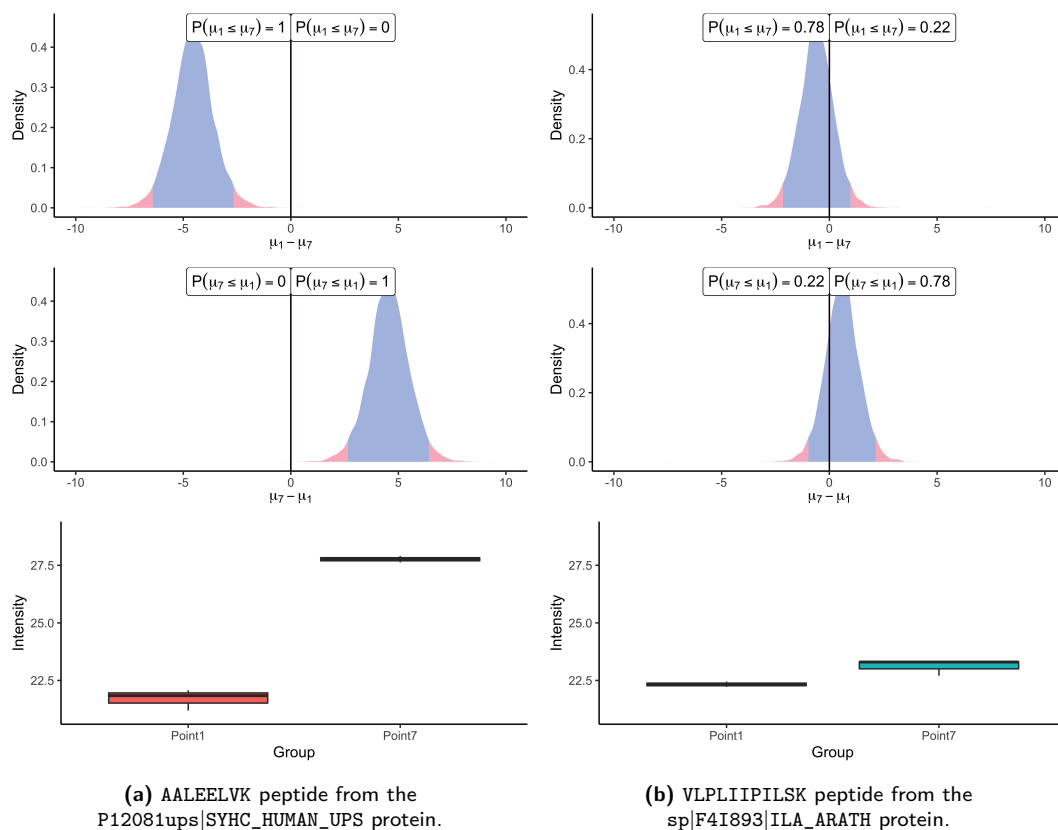 P(μ₁ ≤ μ₇) = 1 P(μ₁ ≤ μ₇) = 0
0.4
0.3
0.2
0.1
0.0
Density
-10 -5 0 5 10
μ₁ − μ₇
P(μ₇ ≤ μ₁) = 0 P(μ₇ ≤ μ₁) = 1
0.4
0.3
0.2
0.1
0.0
Density
-10 -5 0 5 10
μ₇ − μ₁
27.5
25.0
22.5
Intensity
Point1 Point7
Group
(a) AALEELVK peptide from the
P12081ups|SYHC_HUMAN_UPS protein.
P(μ₁ ≤ μ₇) = 0.78 P(μ₁ ≤ μ₇) = 0.22
0.4
0.2
0.0
Density
-10 -5 0 5 10
μ₁ − μ₇
P(μ₇ ≤ μ₁) = 0.22 P(μ₇ ≤ μ₁) = 0.78
0.4
0.2
0.0
Density
-10 -5 0 5 10
μ₇ − μ₁
27.5
25.0
22.5
Intensity
Point1 Point7
Group
(b) VLPLIIPILSK peptide from the
sp|F4I893|ILA_ARATH protein.